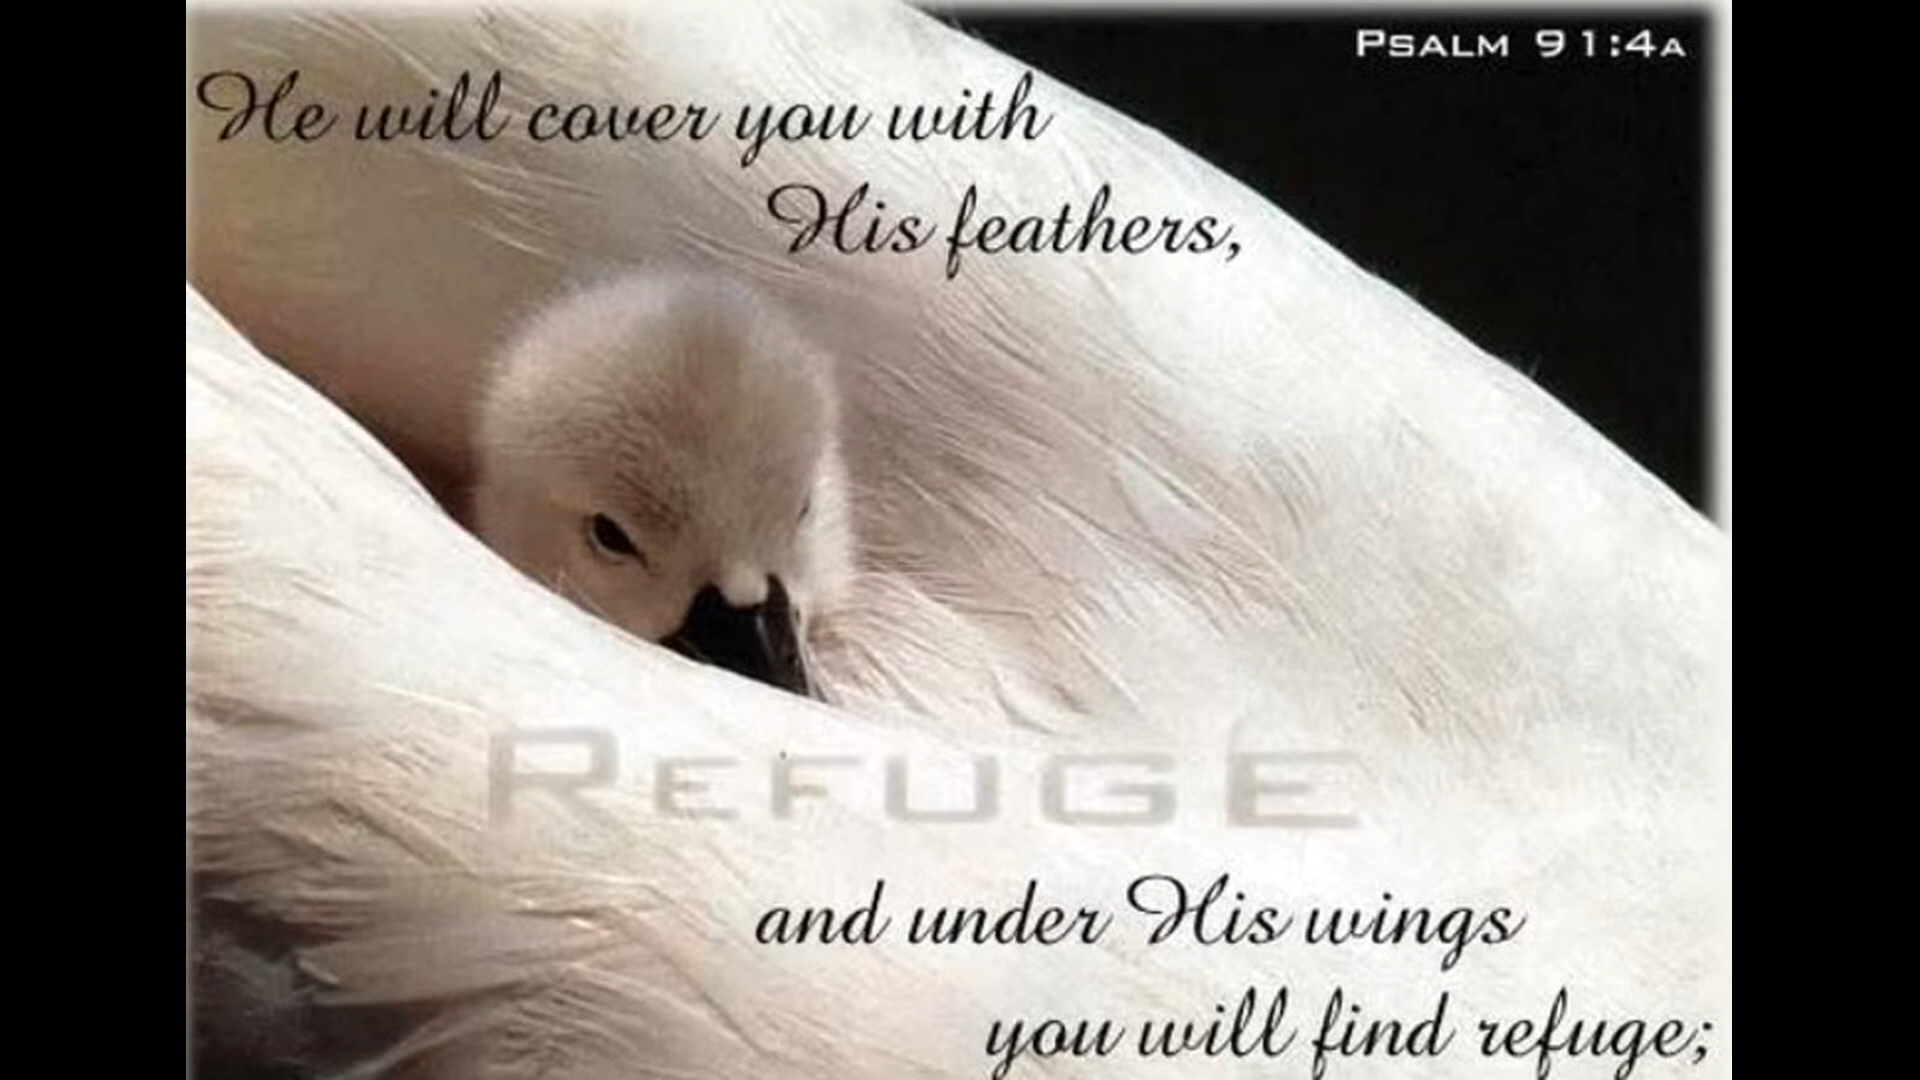 Psalm 91:4a
He will cover you with
His feathers,
Refuge
and under His wings
you will find refuge;